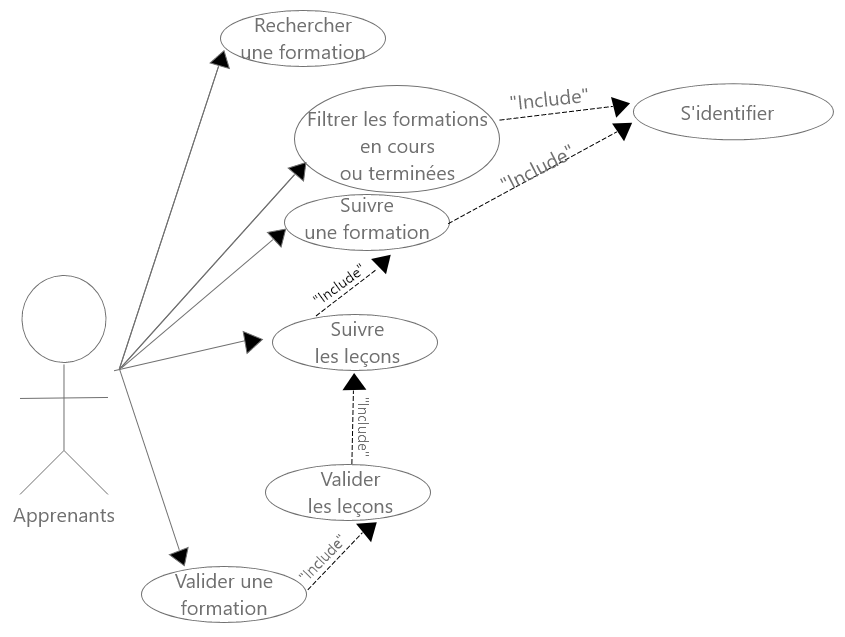 Rechercher
une formation
Filtrer les formations
en cours
ou terminées
"Include"
S'identifier
"Include"
Suivre
une formation
"Include"
Suivre
les leçons
"Include"
Valider
les leçons
Apprenants
"Include"
Valider une
formation